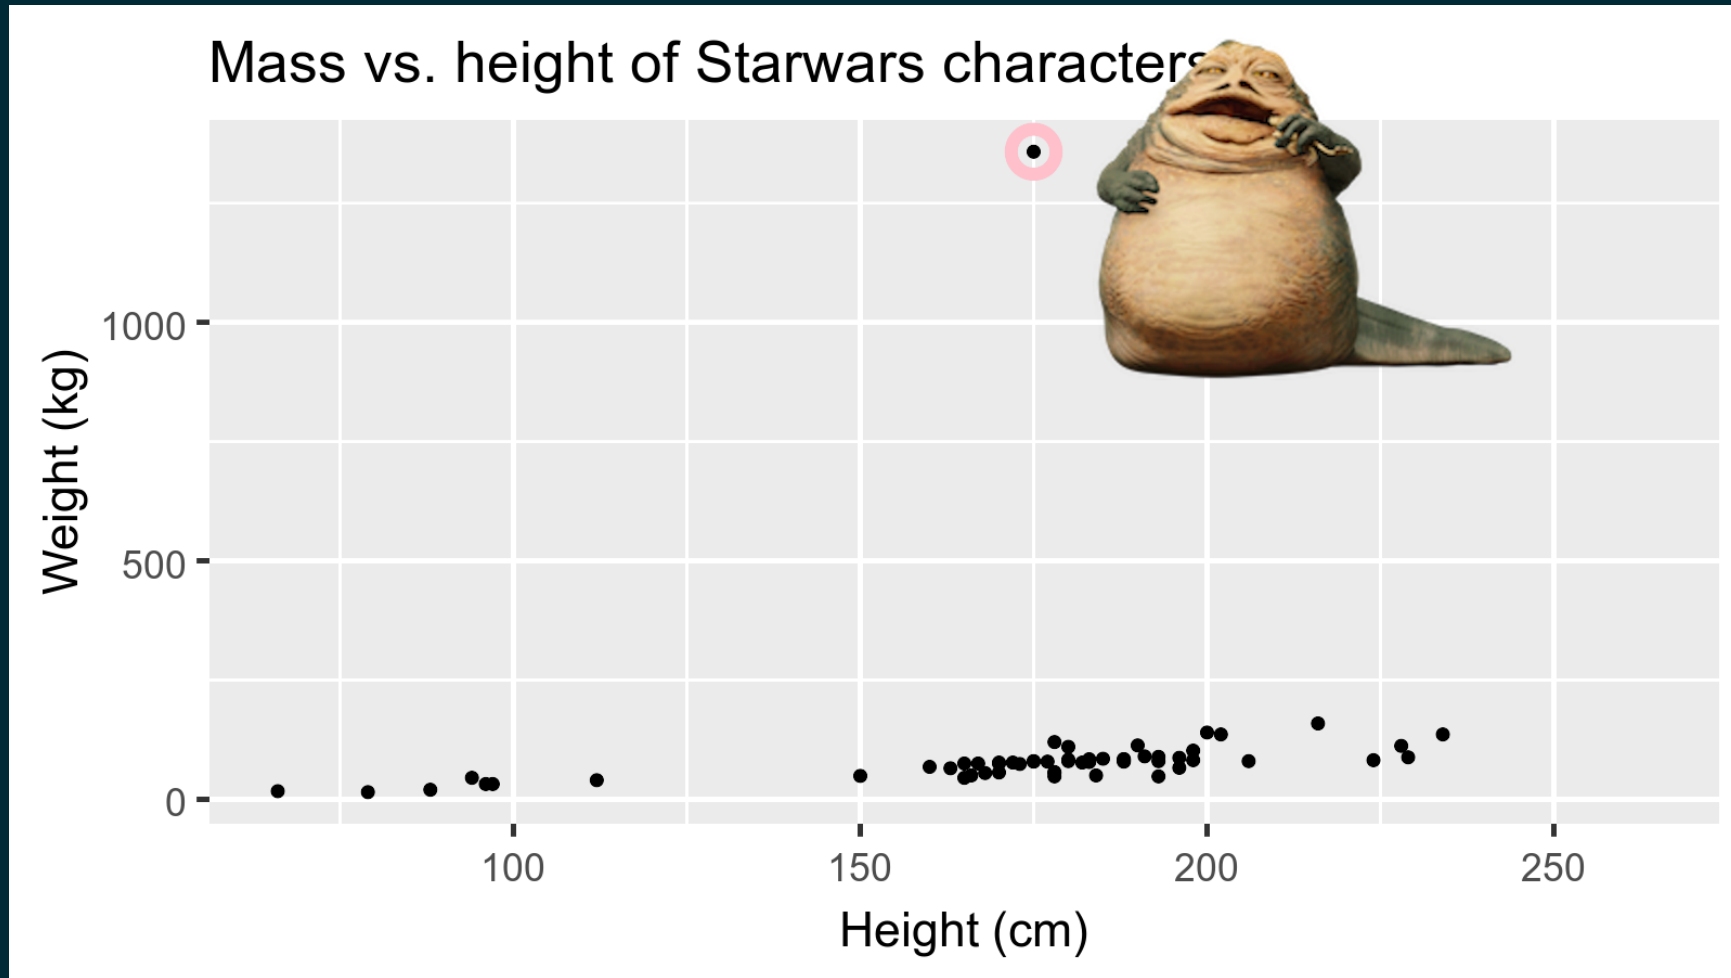 Mass vs. height of Starwars characters
1000
500
0
Weight (kg)
100 150 200 250
Height (cm)